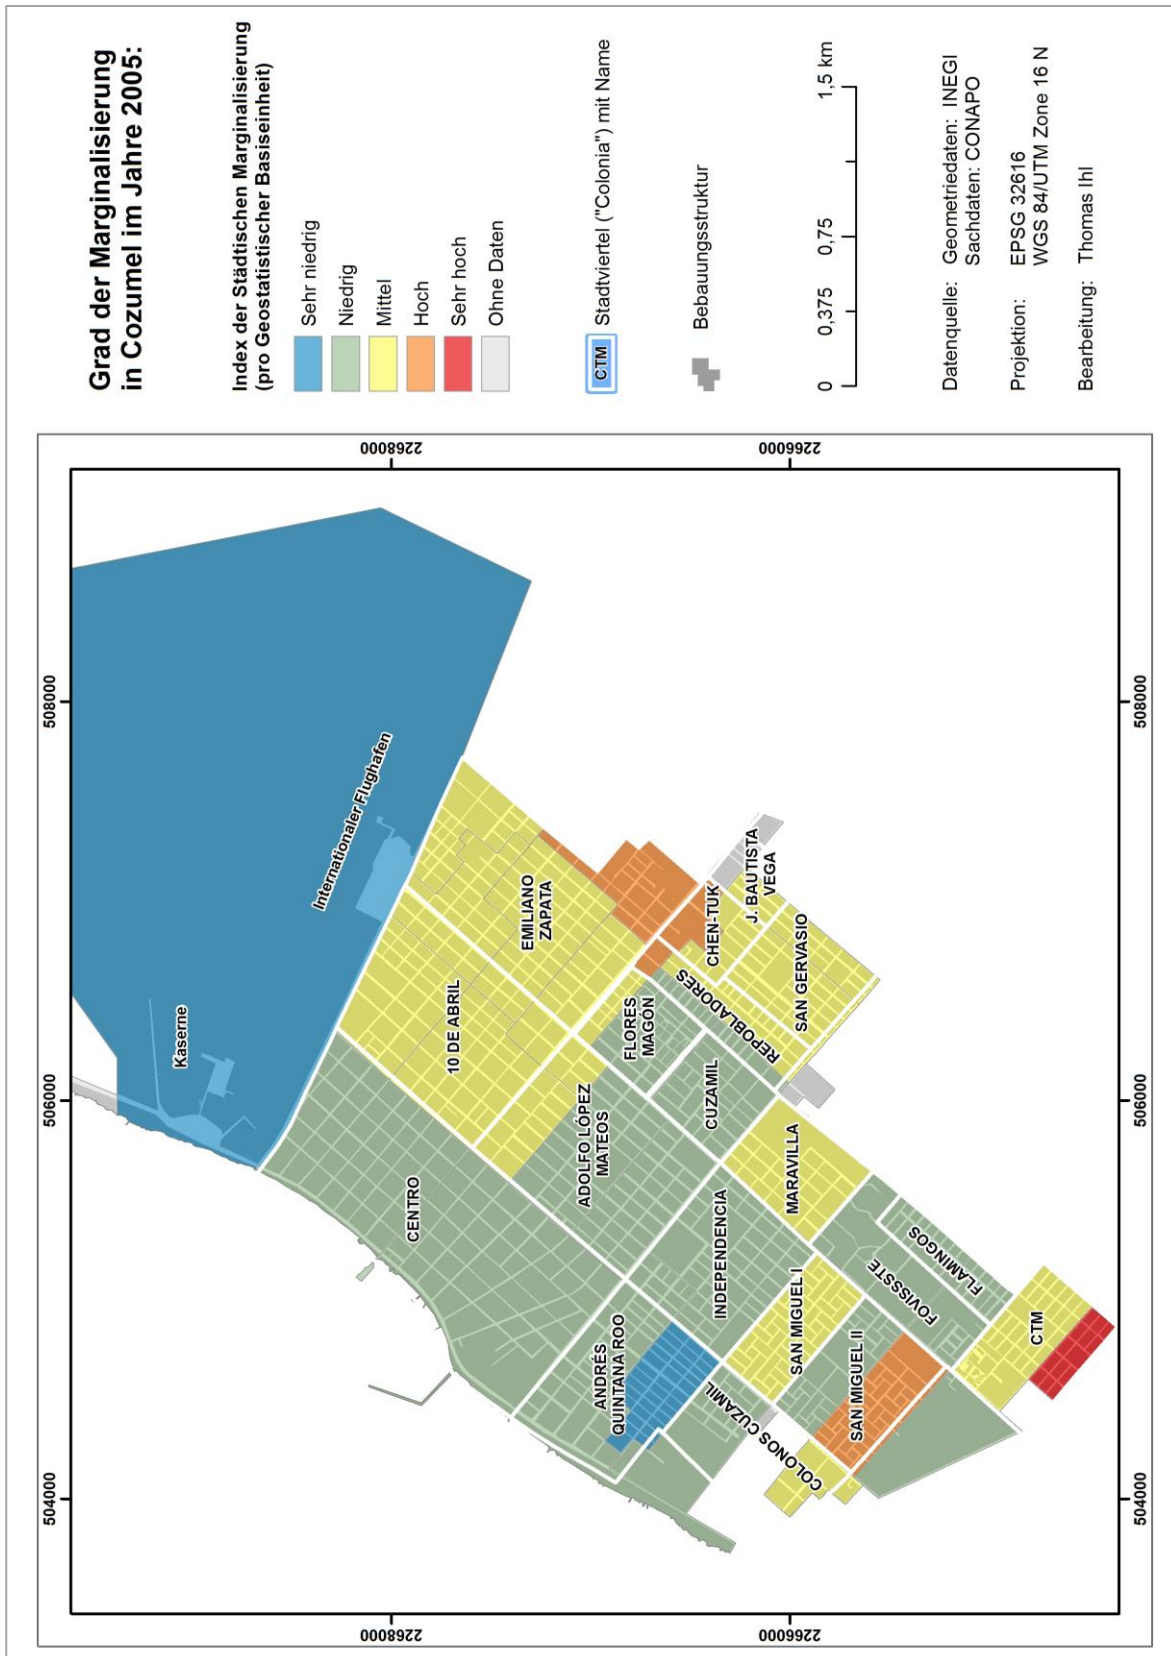 Grad der Marginalisierung
in Cozumel im Jahre 2005:
Index der Städtischen Marginalisierung
(pro Geostatistischer Basiseinheit)
Sehr niedrig
Niedrig
Mittel
Hoch
Sehr hoch
Ohne Daten
CTM
Stadtviertel ("Colonia") mit Name
Bebauungsstruktur
0 0,375 0,75 1,5 km
Datenquelle: Geometriedaten: INEGI
Sachdaten: CONAPO
Projektion: EPSG 32616
WGS 84/UTM Zone 16 N
Bearbeitung: Thomas Ihl
504000 506000 508000
2268000
2268000
2266000
2266000
504000 506000 508000
Kaserne
Internationaler Flughafen
CENTRO
10 DE ABRIL
EMILIANO
ZAPATA
ADOLFO LÓPEZ
MATEOS
FLORES
MAGÓN
ANDRÉS
QUINTANA ROO
INDEPENDENCIA
CUZAMIL
REPOBLADORES
CHEN-TUK
J. BAUTISTA
VEGA
SAN GERVASIO
MARAVILLA
SAN MIGUEL I
COLONOS CUZAMIL
SAN MIGUEL II
FOVISSSTE
FLAMINGOS
CTM